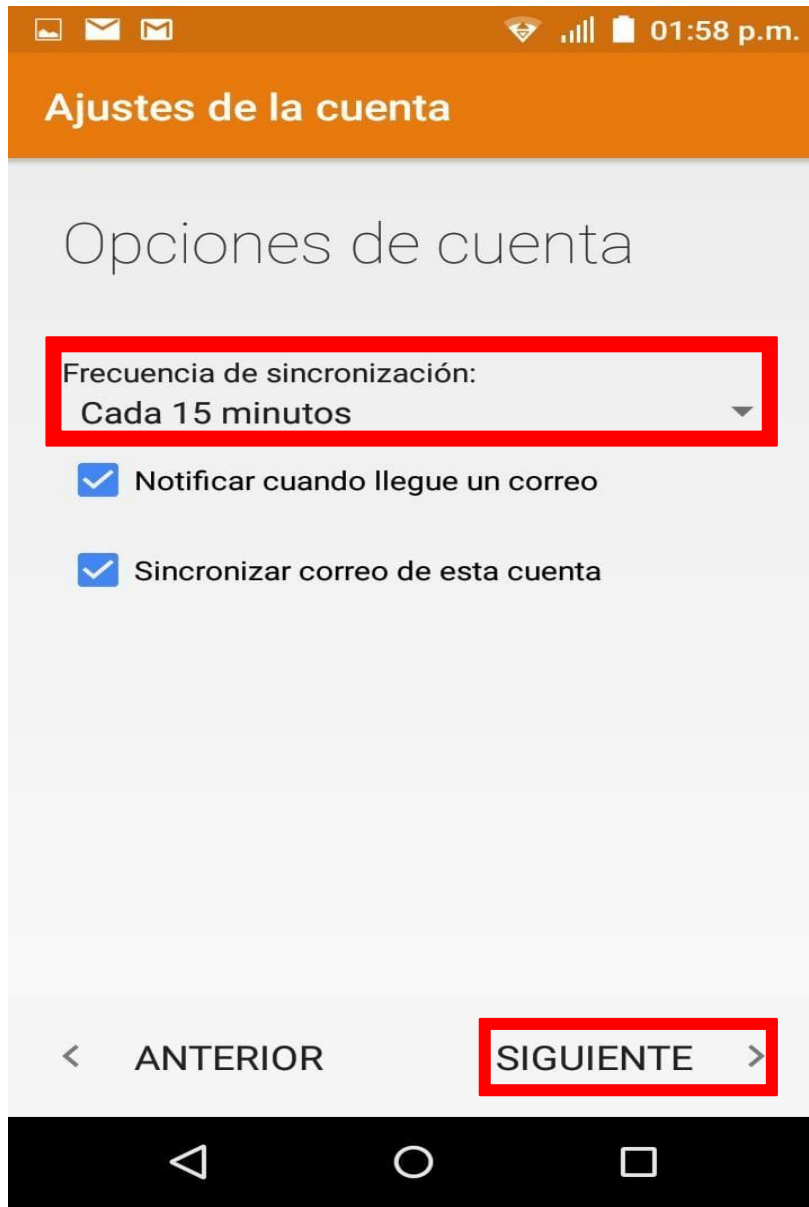 01:58 p.m.
Ajustes de la cuenta
Opciones de cuenta
Frecuencia de sincronización:
Cada 15 minutos
Notificar cuando llegue un correo
Sincronizar correo de esta cuenta
< ANTERIOR SIGUIENTE >